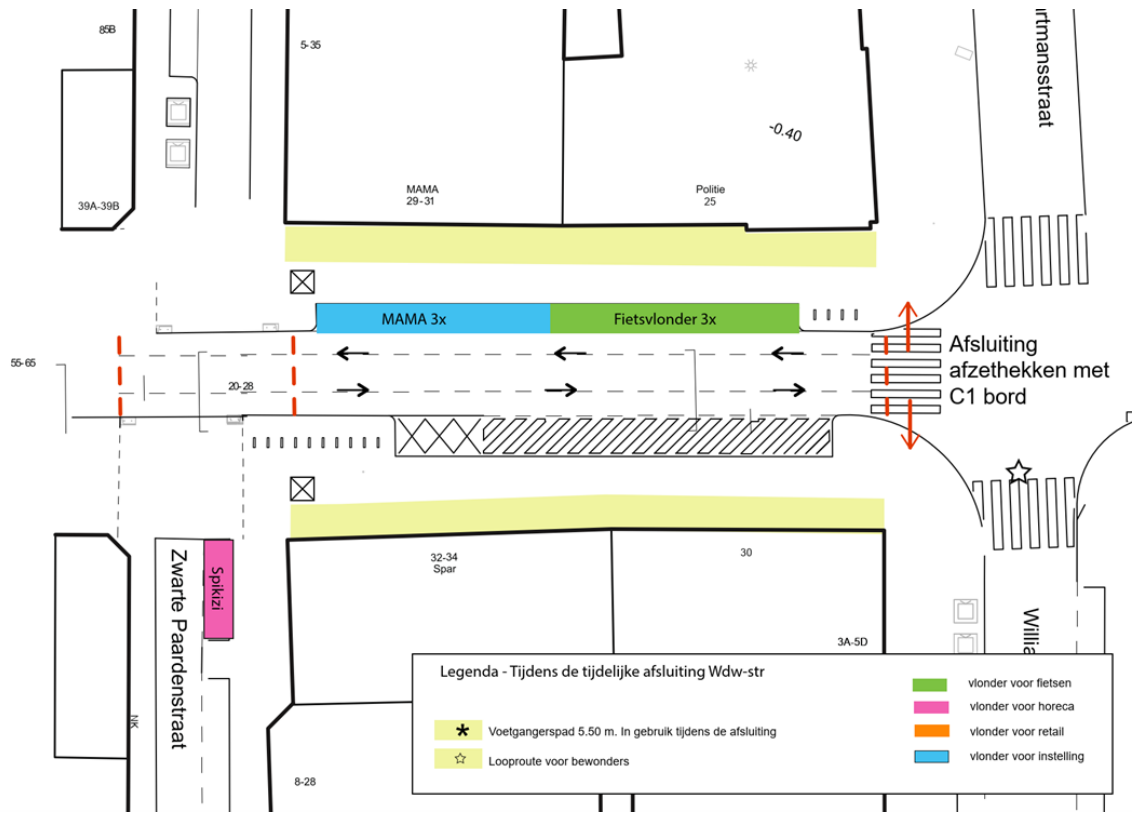 85B
5-35
rtmansstraat
-0.40
39A-39B
MAMA
29-31
Politie
25
MAMA 3x
Fietsvlonder 3x
Afsluiting
afzethekken met
C1 bord
55-65
20-28
Zwarte Paardenstraat
Spikizi
32-34
Spar
30
3A-5D
Willia
NK
8-28
Legenda - Tijdens de tijdelijke afsluiting Wdw-str
Voetgangerspad 5.50 m. In gebruik tijdens de afsluiting
Looproute voor bewonders
vlonder voor fietsen
vlonder voor horeca
vlonder voor retail
vlonder voor instelling